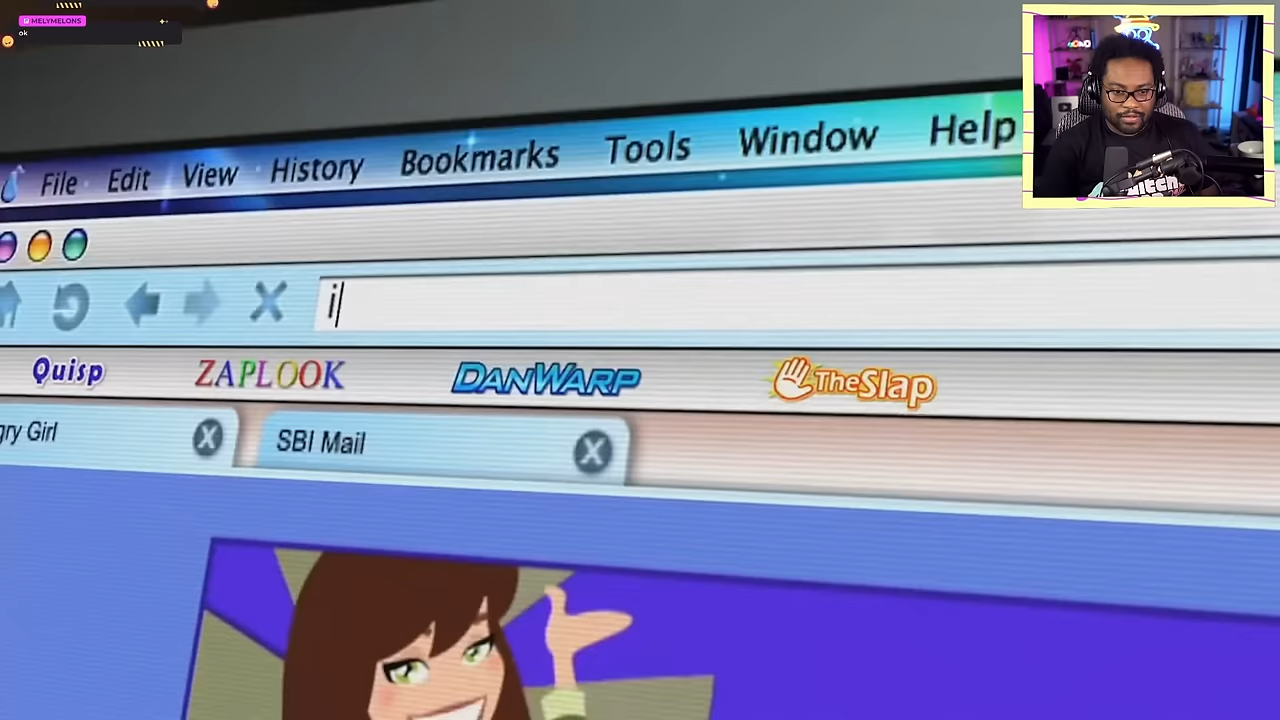 MELYMELONS
ok
File Edit View History Bookmarks Tools Window Help
i
Quisp ZAPLOOK DANWARP TheSlap
gry Girl SBI Mail